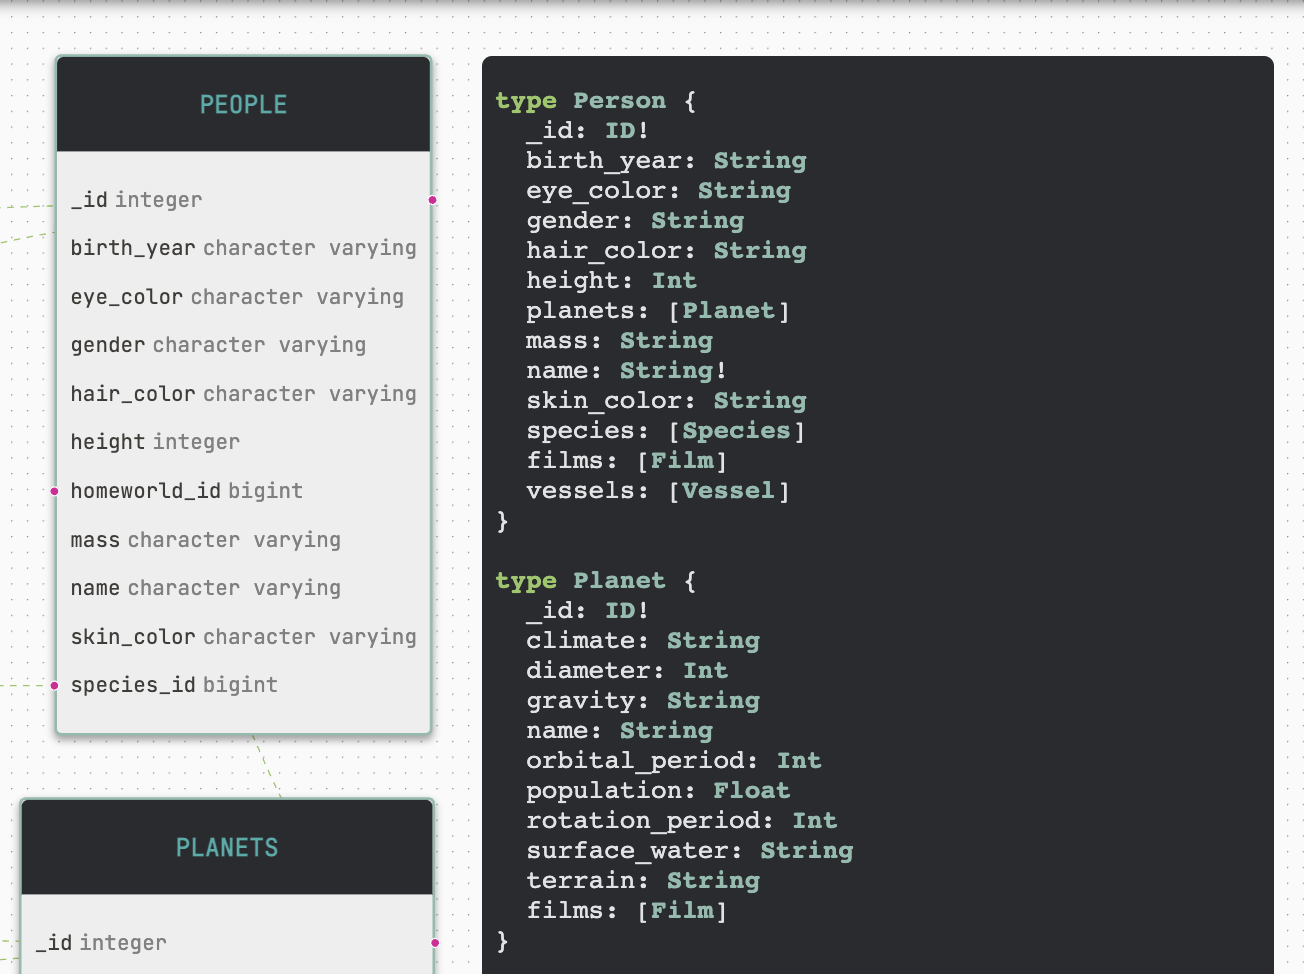 PEOPLE
_id integer
birth_year character varying
eye_color character varying
gender character varying
hair_color character varying
height integer
homeworld_id bigint
mass character varying
name character varying
skin_color character varying
species_id bigint
PLANETS
_id integer
type Person {
  _id: ID!
  birth_year: String
  eye_color: String
  gender: String
  hair_color: String
  height: Int
  planets: [Planet]
  mass: String
  name: String!
  skin_color: String
  species: [Species]
  films: [Film]
  vessels: [Vessel]
}
type Planet {
  _id: ID!
  climate: String
  diameter: Int
  gravity: String
  name: String
  orbital_period: Int
  population: Float
  rotation_period: Int
  surface_water: String
  terrain: String
  films: [Film]
}